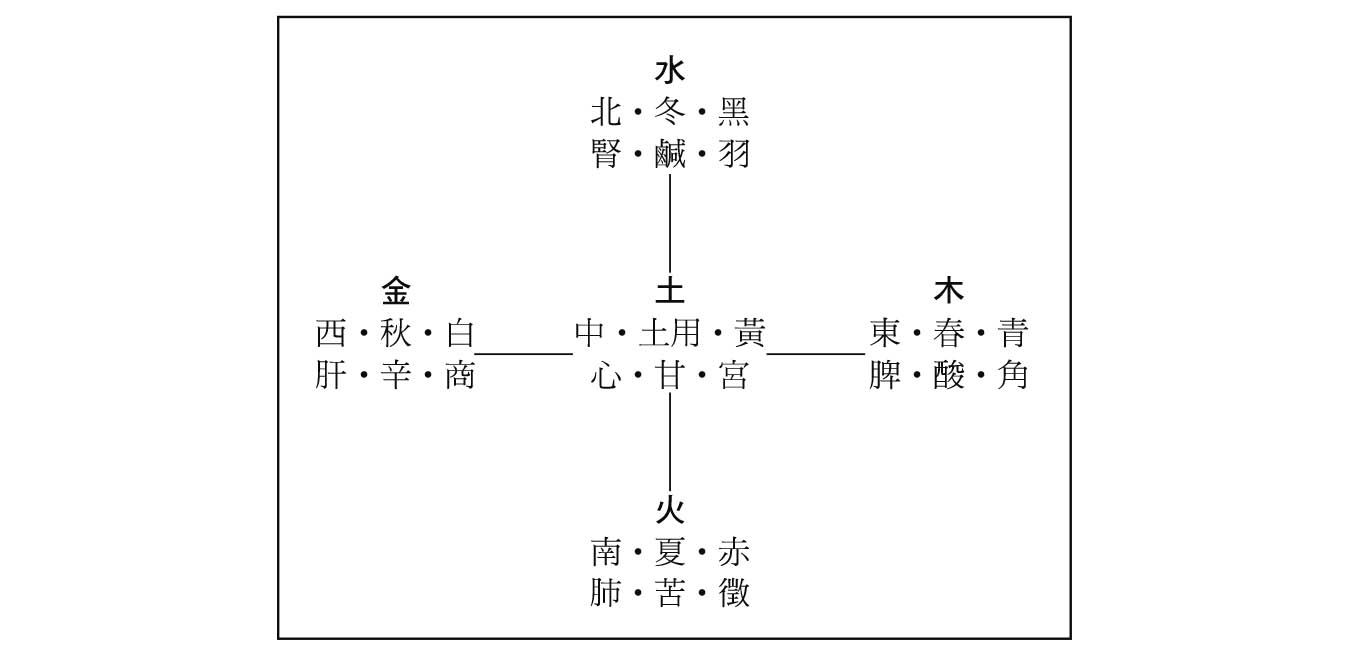 水
北・冬・黑
腎・鹹・羽
金
西・秋・白
肝・辛・商
土
中・土用・黃
心・甘・宮
木
東・春・青
脾・酸・角
火
南・夏・赤
肺・苦・徵